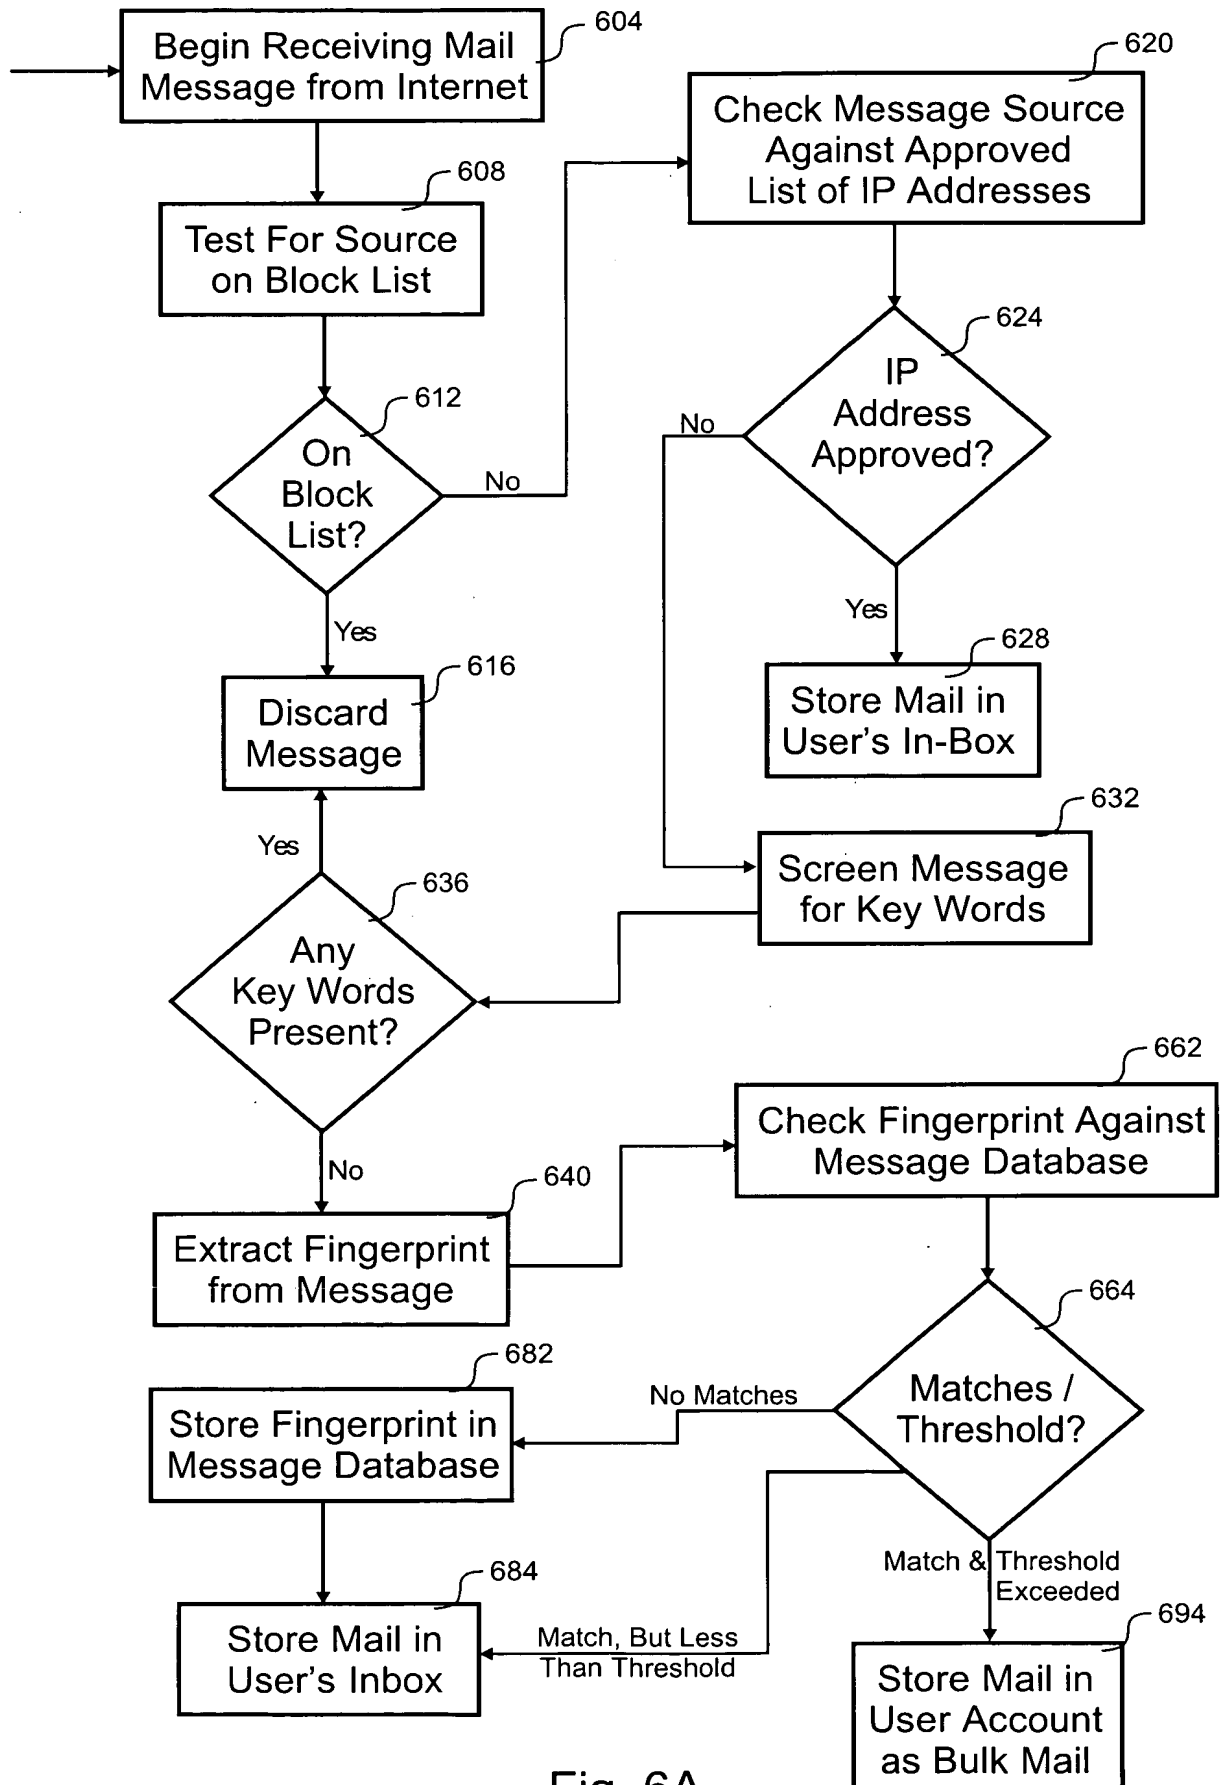 604
Begin Receiving Mail
Message from Internet
608
Test For Source
on Block List
612
On
Block
List?
No
Yes
616
Discard
Message
620
Check Message Source
Against Approved
List of IP Addresses
624
IP
Address
Approved?
No
Yes
628
Store Mail in
User's In-Box
632
Screen Message
for Key Words
Yes
636
Any
Key Words
Present?
No
640
Extract Fingerprint
from Message
662
Check Fingerprint Against
Message Database
664
Matches /
Threshold?
No Matches
682
Store Fingerprint in
Message Database
684
Store Mail in
User's Inbox
Match, But Less
Than Threshold
Match & Threshold
Exceeded
694
Store Mail in
User Account
as Bulk Mail
Fig. 6A